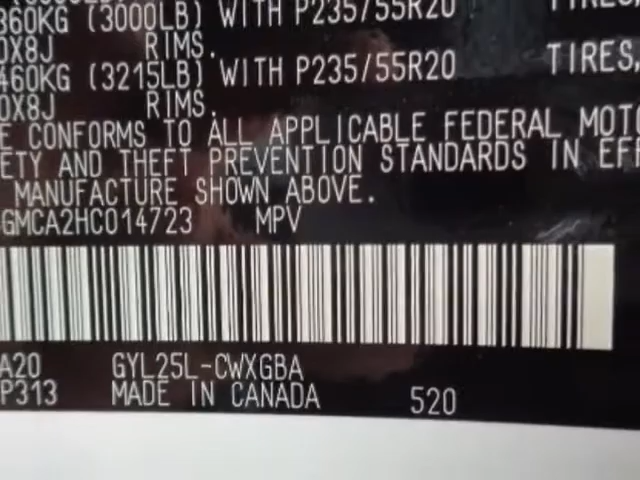 360KG (3000LB) WITH P235/55R20 TIRES,
0X8J RIMS.
460KG (3215LB) WITH P235/55R20 TIRES,
0X8J RIMS.
E CONFORMS TO ALL APPLICABLE FEDERAL MOTO
ETY AND THEFT PREVENTION STANDARDS IN EFF
MANUFACTURE SHOWN ABOVE.
GMCA2HC014723 MPV
A20 GYL25L-CWXGBA
P313 MADE IN CANADA 520